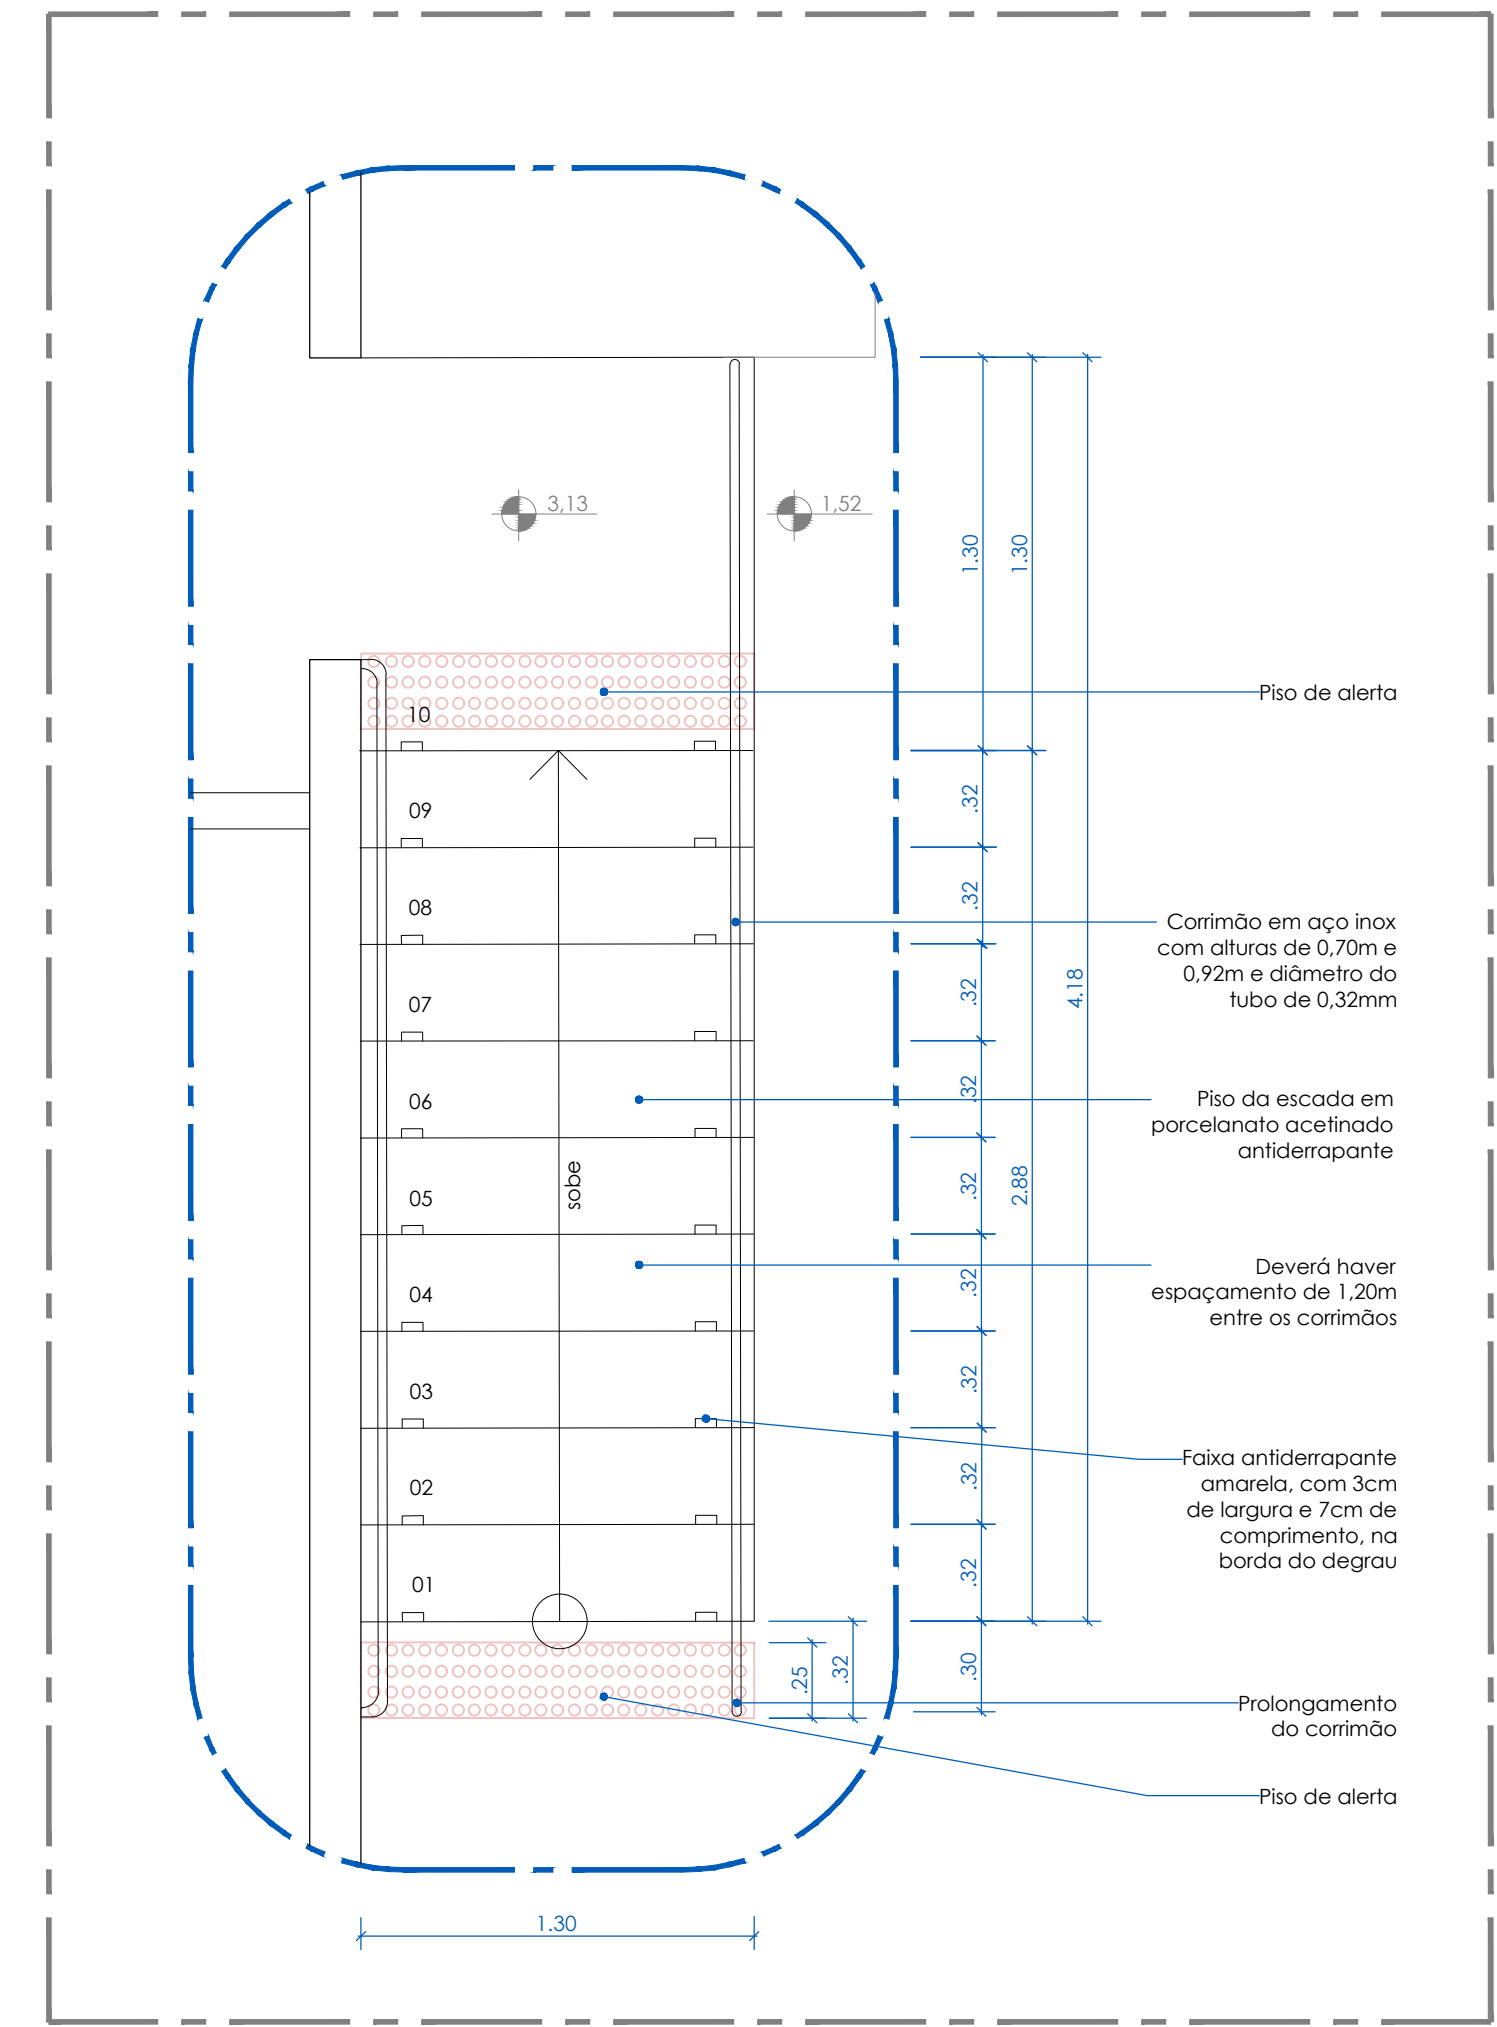 3,13
1,52
1.30
1.30
Piso de alerta
10
09
.32
08
.32
Corrimão em aço inox
com alturas de 0,70m e
0,92m e diâmetro do
tubo de 0,32mm
07
.32
4.18
06
.32
Piso da escada em
porcelanato acetinado
antiderrapante
sobe
05
.32
2.88
04
.32
Deverá haver
espaçamento de 1,20m
entre os corrimãos
03
.32
02
.32
Faixa antiderrapante
amarela, com 3cm
de largura e 7cm de
comprimento, na
borda do degrau
01
.32
.25
.32
.30
Prolongamento
do corrimão
Piso de alerta
1.30